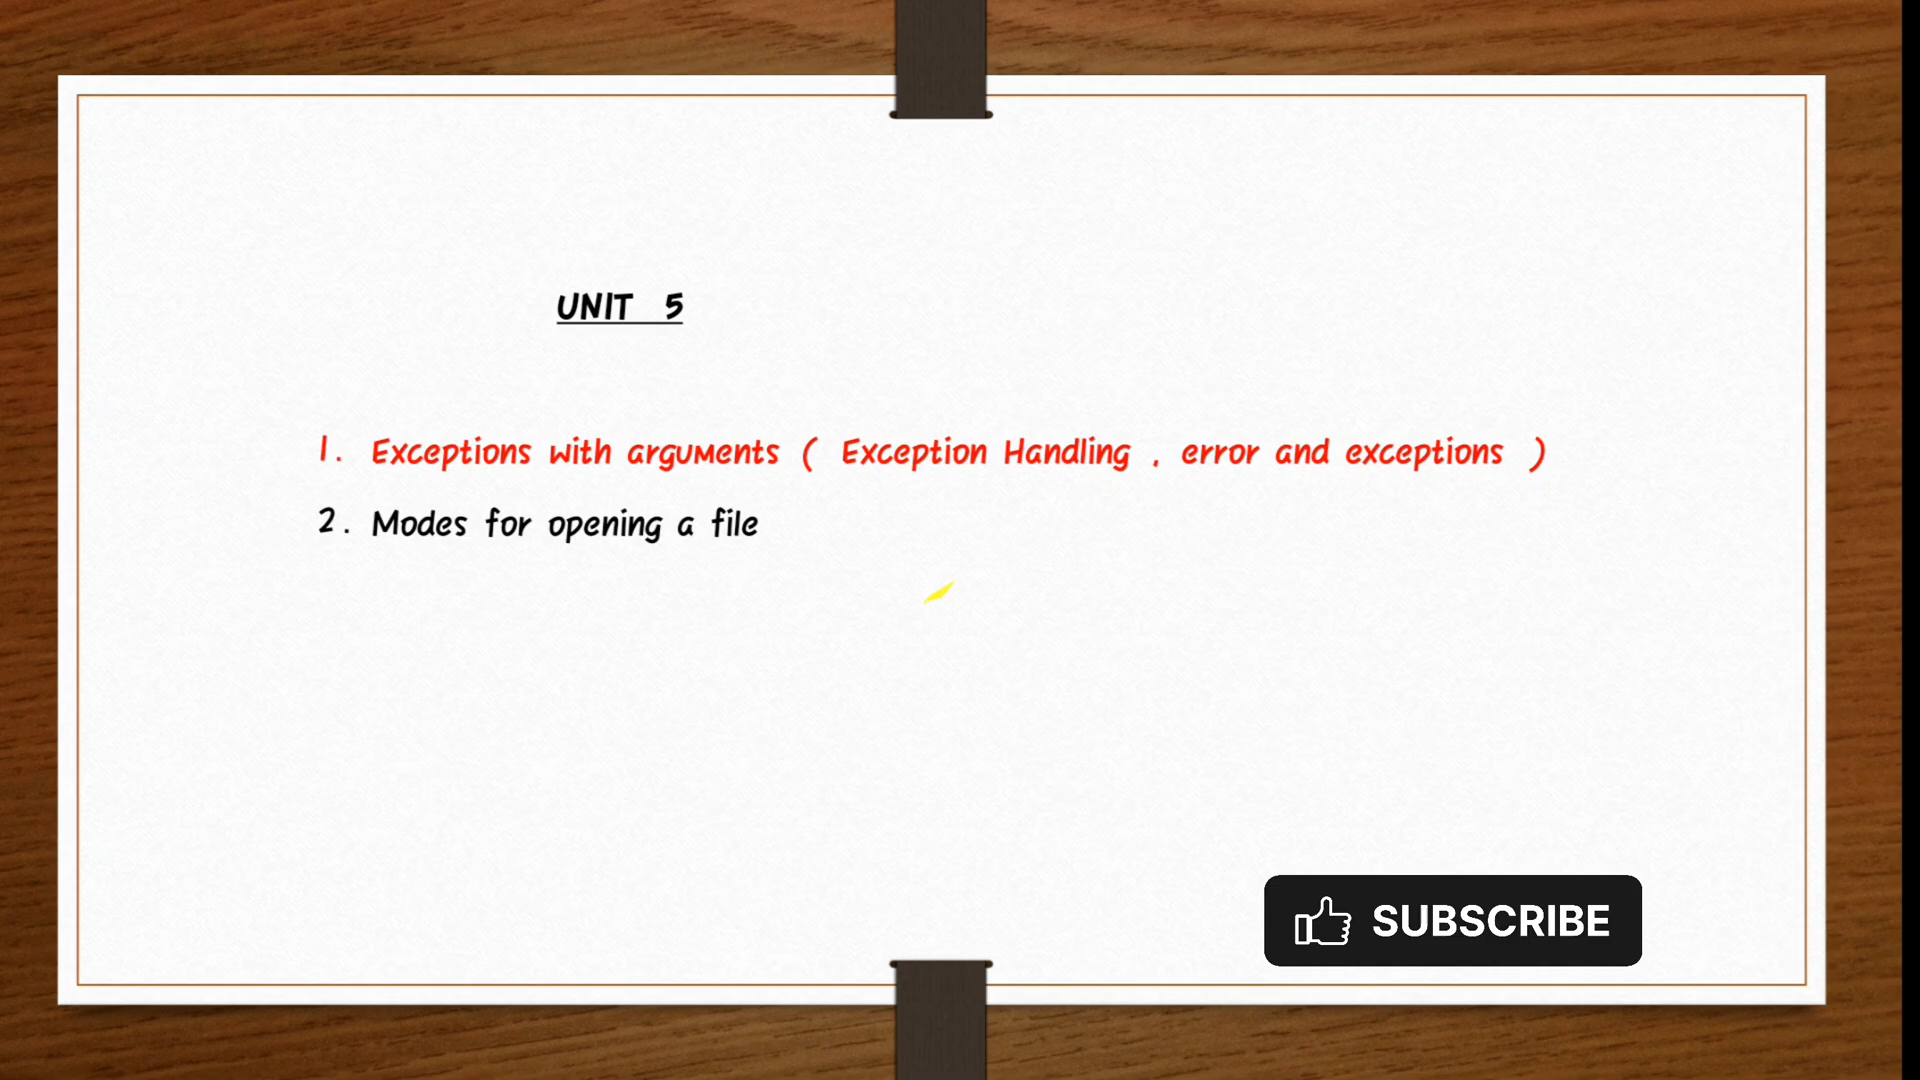 UNIT 5
1. Exceptions with arguments ( Exception Handling , error and exceptions )
2. Modes for opening a file
SUBSCRIBE